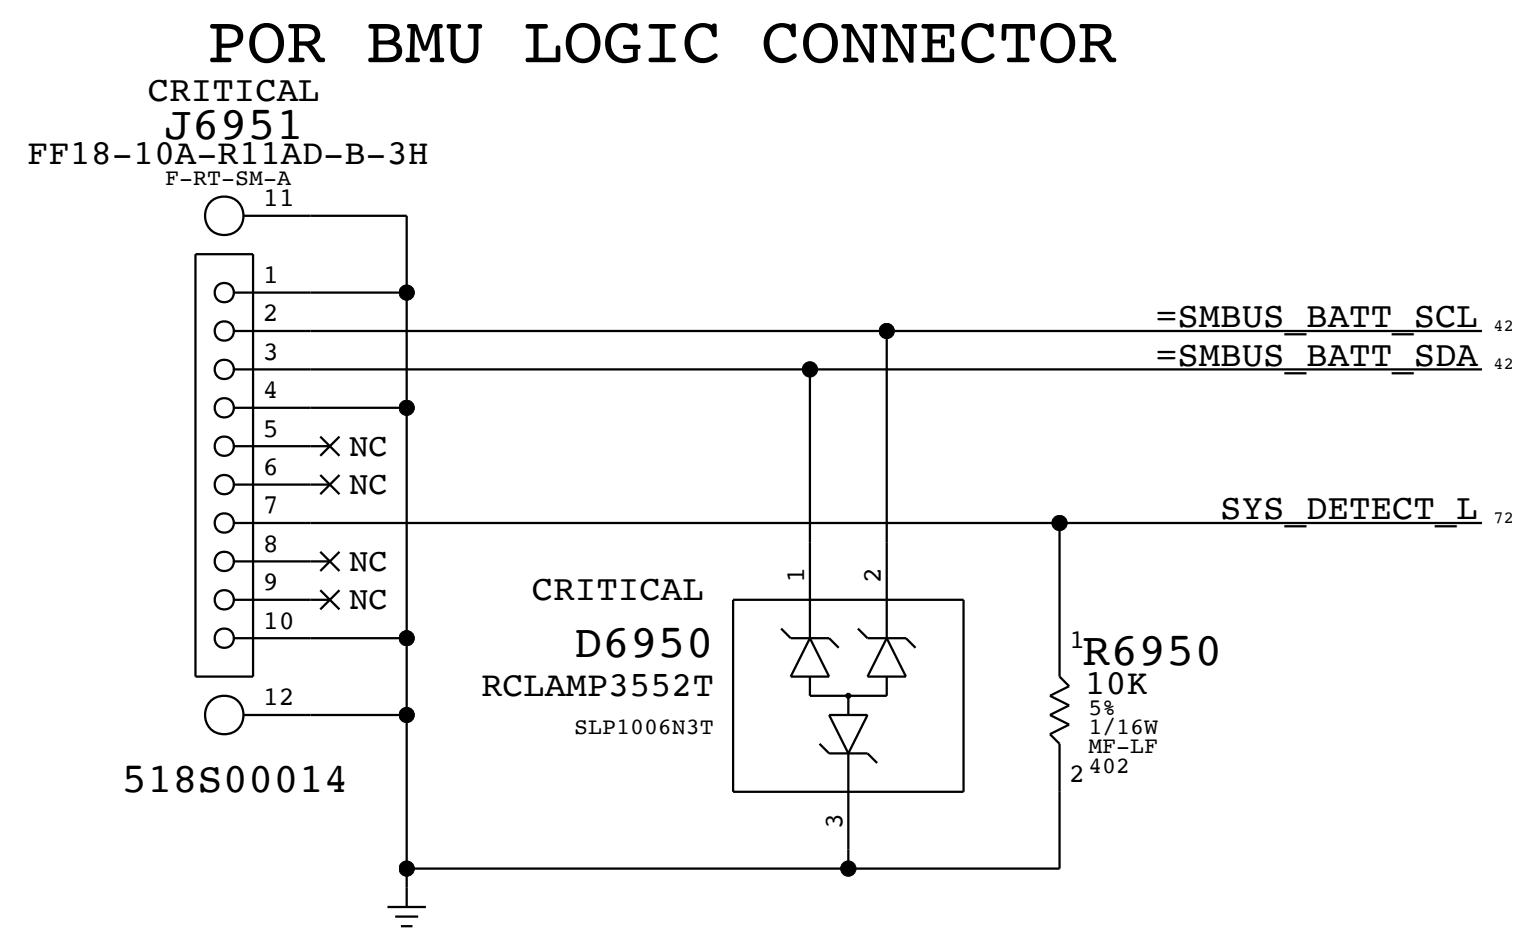 POR BMU LOGIC CONNECTOR
CRITICAL
J6951
FF18-10A-R11AD-B-3H
F-RT-SM-A
11
1
2
=SMBUS_BATT_SCL 42
3
=SMBUS_BATT_SDA 42
4
5 NC
6 NC
7
SYS_DETECT_L 72
8 NC
9 NC
10
12
518S00014
1
2
CRITICAL
D6950
RCLAMP3552T
SLP1006N3T
3
1
R6950
10K
5%
1/16W
MF-LF
402
2